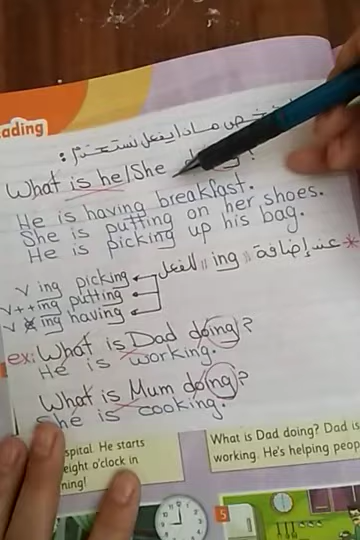 ading
ماذا يفعل نستخدم :
What is he/She
He is having breakfast.
She is putting on her shoes.
He is picking up his bag.
* عند إضافة "ing" للفعل
V ing picking
V++ing putting
V e ing having
ex: What is Dad doing?
He is working.
What is Mum doing?
She is cooking.
spital. He starts
eight o'clock in
ning!
What is Dad doing? Dad is
working. He's helping peop
5